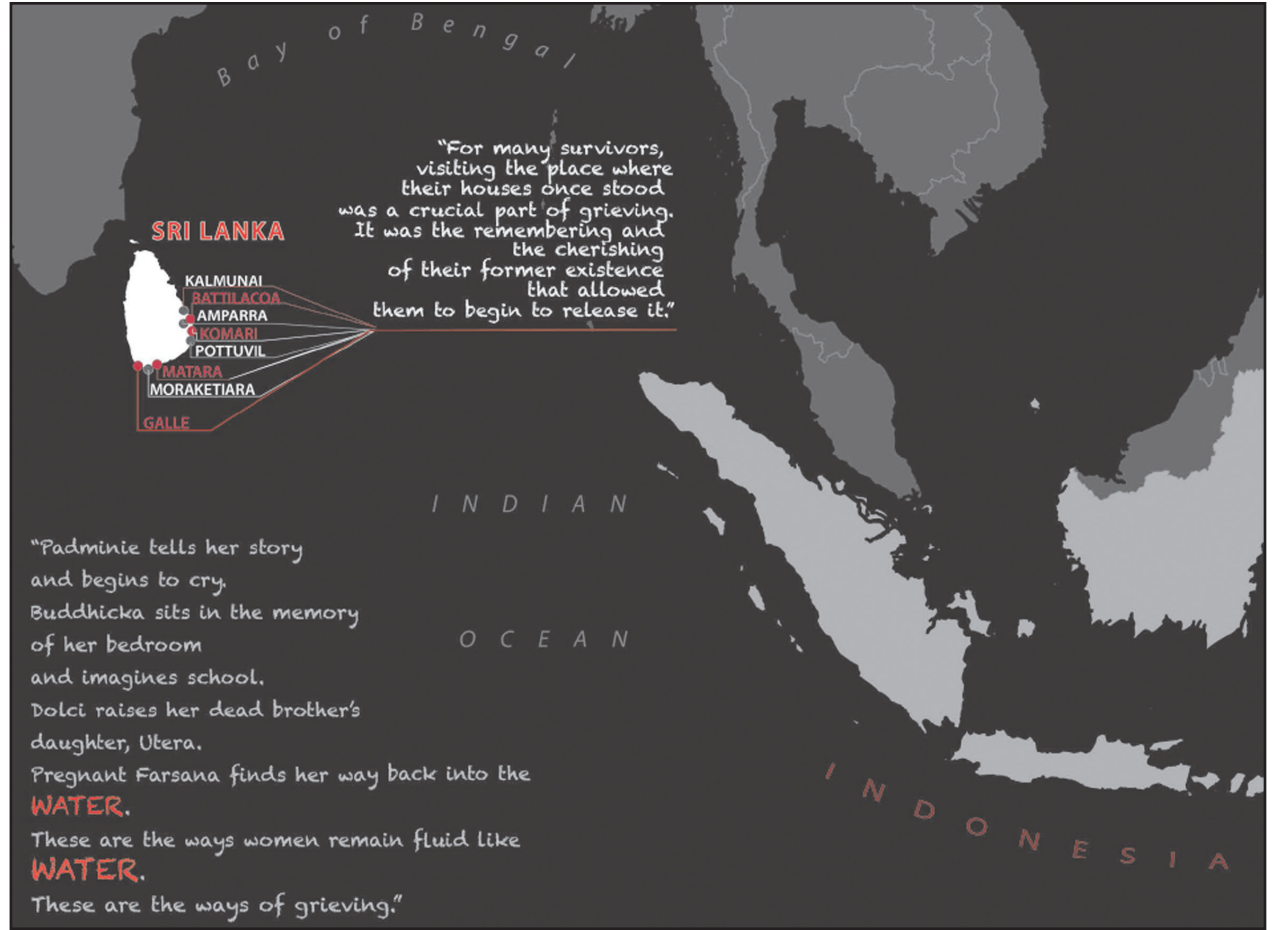 Bay of Bengal
“For many survivors,
visiting the place where
their houses once stood
was a crucial part of grieving.
It was the remembering and
the cherishing
of their former existence
that allowed
them to begin to release it.”
SRI LANKA
KALMUNAI
BATTILACOA
AMPARRA
KOMARI
POTTUVIL
MATARA
MORAKETIARA
GALLE
INDIAN
OCEAN
“Padminie tells her story
and begins to cry.
Buddhicka sits in the memory
of her bedroom
and imagines school.
Dolci raises her dead brother’s
daughter, Utera.
Pregnant Farsana finds her way back into the
WATER.
These are the ways women remain fluid like
WATER.
These are the ways of grieving.”
INDONESIA